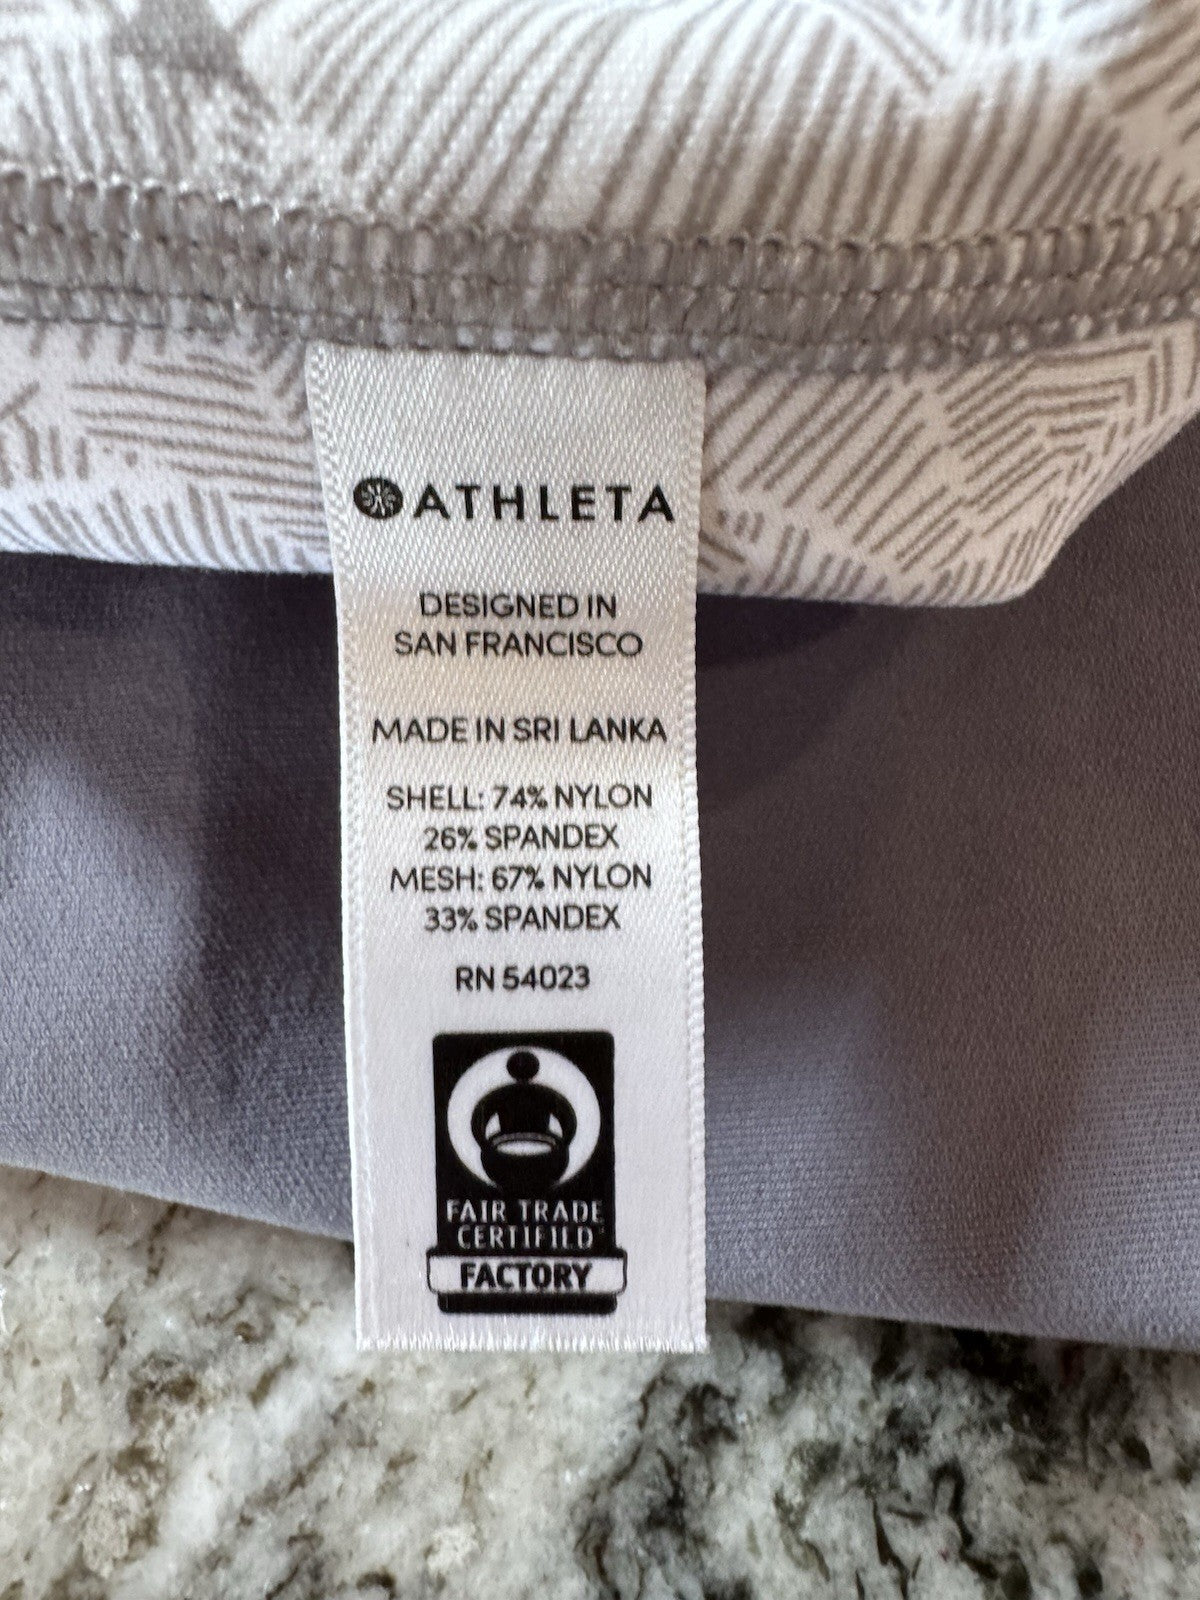 ATHLETA
DESIGNED IN
SAN FRANCISCO
MADE IN SRI LANKA
SHELL: 74% NYLON
26% SPANDEX
MESH: 67% NYLON
33% SPANDEX
RN 54023
FAIR TRADE
CERTIFIED
FACTORY